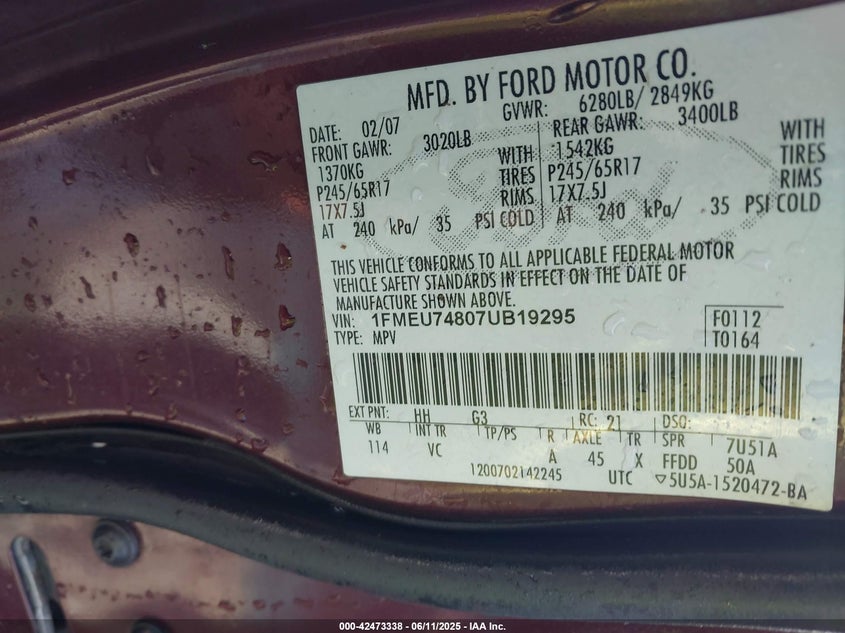 MFD. BY FORD MOTOR CO.
DATE: 02/07 GVWR: 6280LB/ 2849KG
FRONT GAWR: 3020LB REAR GAWR: 3400LB
1370KG WITH 1542KG WITH
P245/65R17 TIRES P245/65R17 TIRES
17X7.5J RIMS 17X7.5J RIMS
AT 240 kPa/ 35 PSI COLD AT 240 kPa/ 35 PSI COLD
Ford
THIS VEHICLE CONFORMS TO ALL APPLICABLE FEDERAL MOTOR
VEHICLE SAFETY STANDARDS IN EFFECT ON THE DATE OF
MANUFACTURE SHOWN ABOVE.
VIN: 1FMEU74807UB19295 F0112
TYPE: MPV T0164
EXT PNT: HH G3 RC: 21 DSO:
WB INT TR TP/PS R AXLE TR SPR 7U51A
114 VC A 45 X FFDD 50A
1200702142245 UTC ▽5U5A-1520472-BA
000-42473338 - 06/11/2025 - IAA Inc.